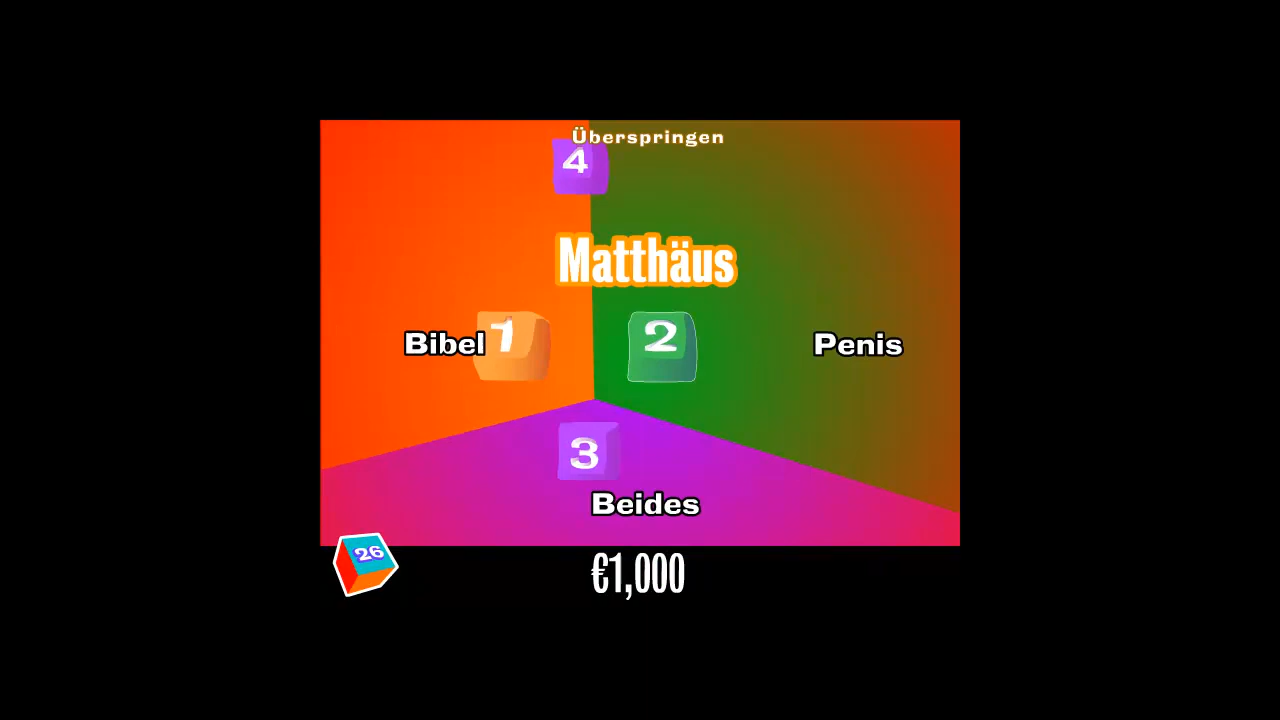 Überspringen
4
Matthäus
Bibel 1
2 Penis
3
Beides
26
€1,000